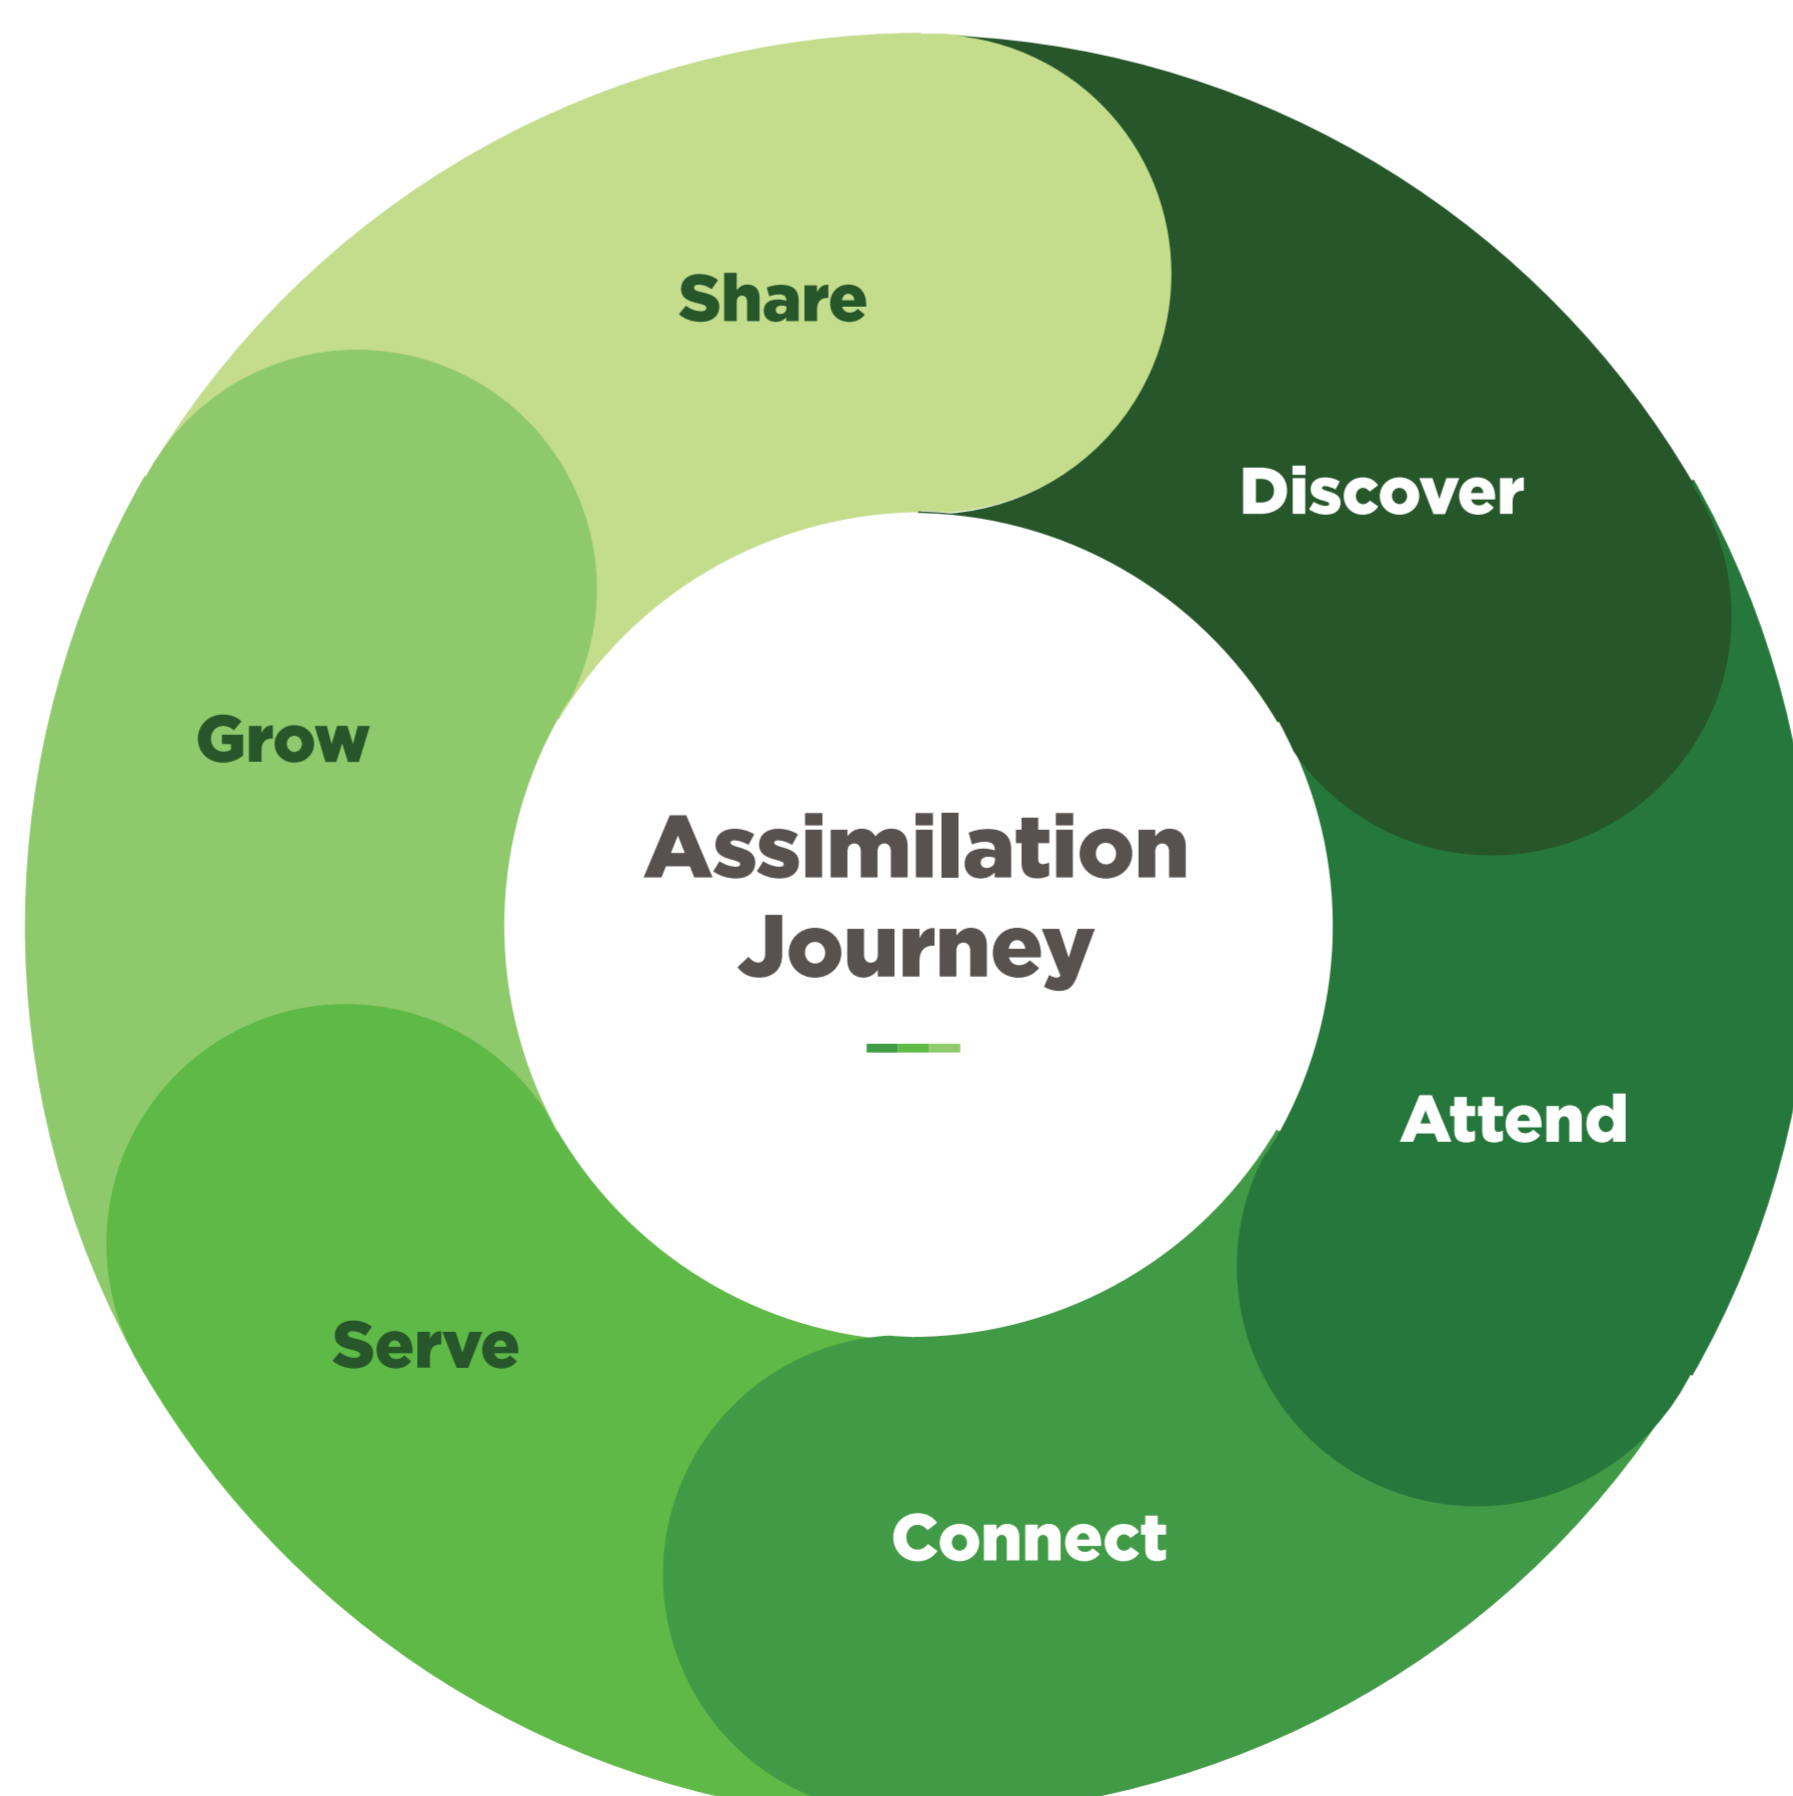 Share
Discover
Grow
Assimilation
Journey
Attend
Serve
Connect